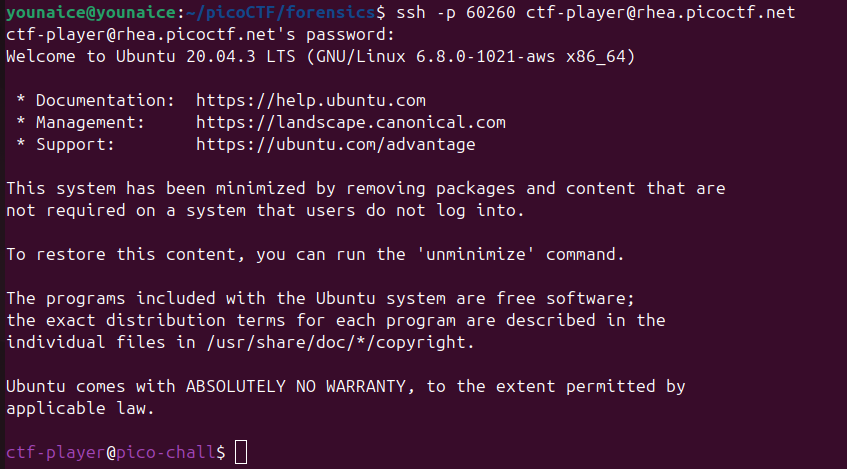 younaice@younaice:~/picoCTF/forensics$ ssh -p 60260 ctf-player@rhea.picoctf.net
ctf-player@rhea.picoctf.net's password:
Welcome to Ubuntu 20.04.3 LTS (GNU/Linux 6.8.0-1021-aws x86_64)
* Documentation:  https://help.ubuntu.com
* Management:     https://landscape.canonical.com
* Support:        https://ubuntu.com/advantage
This system has been minimized by removing packages and content that are
not required on a system that users do not log into.
To restore this content, you can run the 'unminimize' command.
The programs included with the Ubuntu system are free software;
the exact distribution terms for each program are described in the
individual files in /usr/share/doc/*/copyright.
Ubuntu comes with ABSOLUTELY NO WARRANTY, to the extent permitted by
applicable law.
ctf-player@pico-chall$